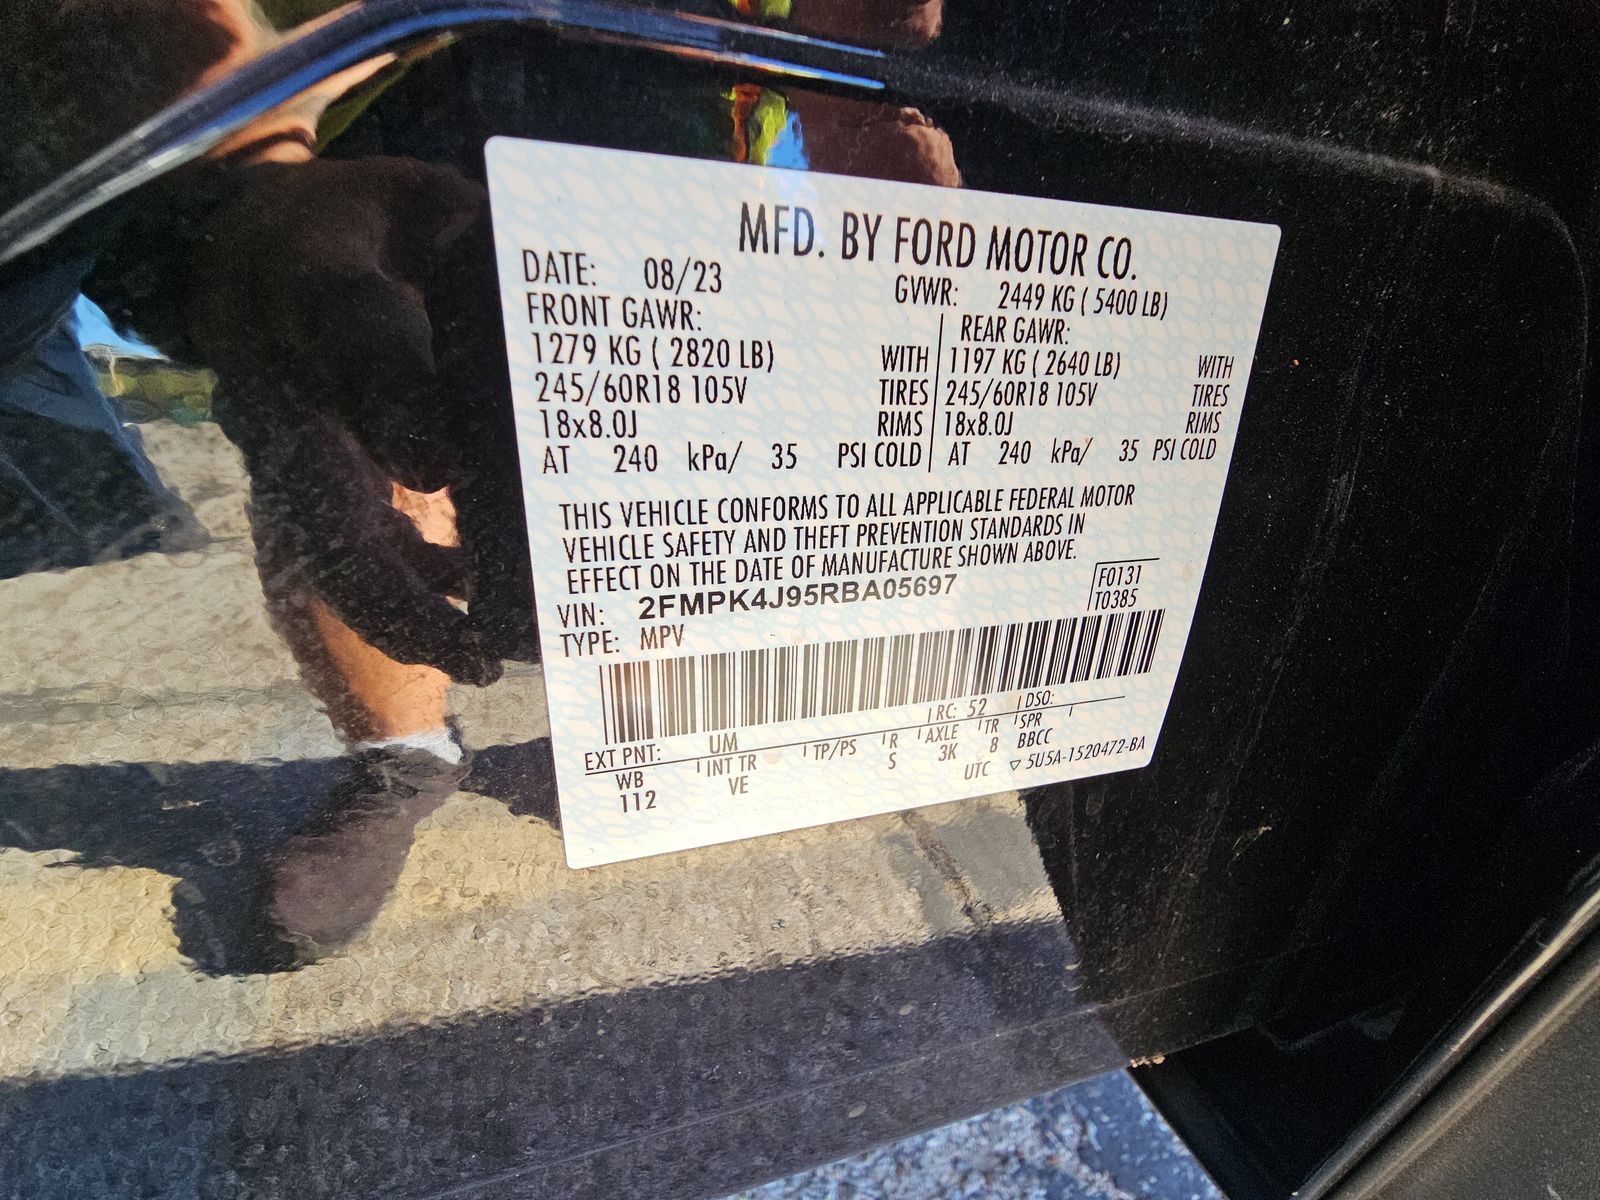 MFD. BY FORD MOTOR CO.
DATE: 08/23 GVWR: 2449 KG ( 5400 LB)
FRONT GAWR: REAR GAWR:
1279 KG ( 2820 LB) WITH 1197 KG ( 2640 LB) WITH
245/60R18 105V TIRES 245/60R18 105V TIRES
18x8.0J RIMS 18x8.0J RIMS
AT 240 kPa/ 35 PSI COLD AT 240 kPa/ 35 PSI COLD
THIS VEHICLE CONFORMS TO ALL APPLICABLE FEDERAL MOTOR
VEHICLE SAFETY AND THEFT PREVENTION STANDARDS IN
EFFECT ON THE DATE OF MANUFACTURE SHOWN ABOVE.
VIN: 2FMPK4J95RBA05697 F0131
TYPE: MPV T0385
EXT PNT: UM RC: 52 DSO:
WB INT TR TP/PS R AXLE TR SPR
112 VE S 3K 8 BBCC
UTC ▽ 5U5A-1520472-BA